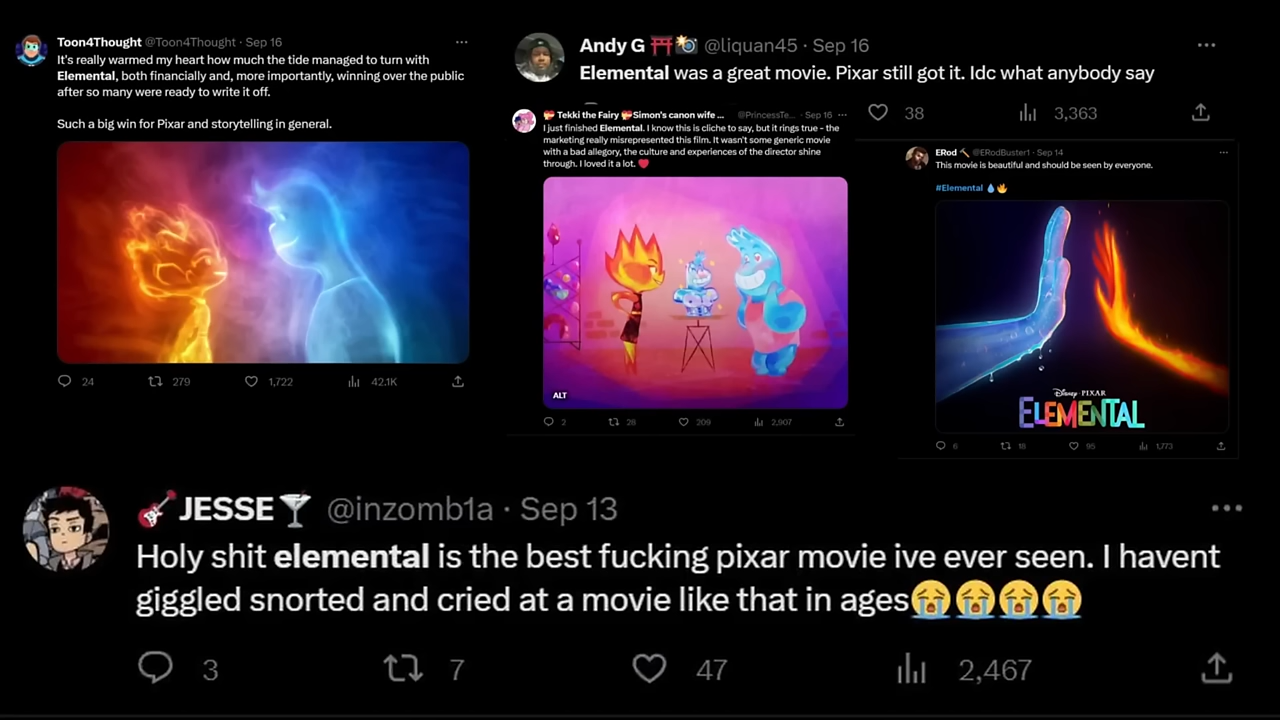 Toon4Thought @Toon4Thought · Sep 16
It's really warmed my heart how much the tide managed to turn with
Elemental, both financially and, more importantly, winning over the public
after so many were ready to write it off.
Such a big win for Pixar and storytelling in general.
24 279 1,722 42.1K
Andy G ⛩️📸 @liquan45 · Sep 16
Elemental was a great movie. Pixar still got it. Idc what anybody say
38 3,363
💝 Tekki the Fairy 💝Simon's canon wife ... @PrincessTe... · Sep 16
I just finished Elemental. I know this is cliche to say, but it rings true - the
marketing really misrepresented this film. It wasn't some generic movie
with a bad allegory, the culture and experiences of the director shine
through. I loved it a lot. ❤️
ALT
2 28 209 2,907
ERod 🔨 @ERodBuster1 · Sep 14
This movie is beautiful and should be seen by everyone.
#Elemental 💧🔥
Disney · PIXAR
ELEMENTAL
6 18 95 1,773
🎸JESSE🍸 @inzomb1a · Sep 13
Holy shit elemental is the best fucking pixar movie ive ever seen. I havent
giggled snorted and cried at a movie like that in ages😭😭😭😭
3 7 47 2,467